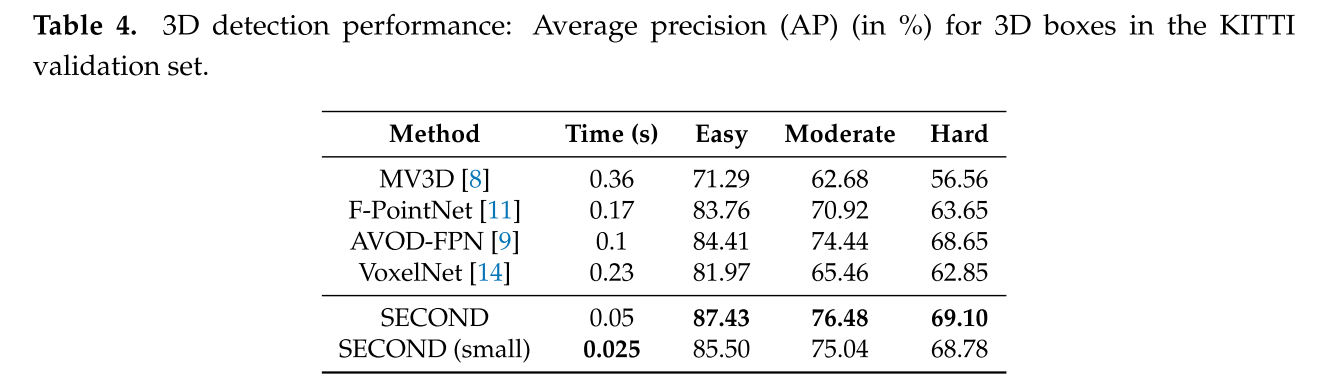 Table 4. 3D detection performance: Average precision (AP) (in %) for 3D boxes in the KITTI
validation set.
Method Time (s) Easy Moderate Hard
MV3D [8] 0.36 71.29 62.68 56.56
F-PointNet [11] 0.17 83.76 70.92 63.65
AVOD-FPN [9] 0.1 84.41 74.44 68.65
VoxelNet [14] 0.23 81.97 65.46 62.85
SECOND 0.05 87.43 76.48 69.10
SECOND (small) 0.025 85.50 75.04 68.78